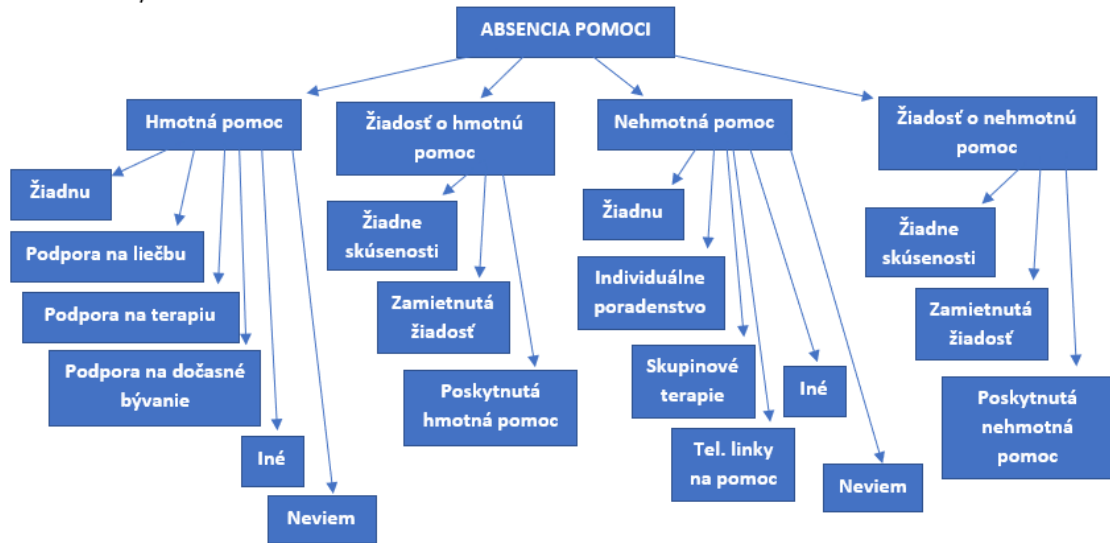 ABSENCIA POMOCI
Hmotná pomoc
Žiadnu
Podpora na liečbu
Podpora na terapiu
Podpora na dočasné
bývanie
Iné
Neviem
Žiadosť o hmotnú
pomoc
Žiadne
skúsenosti
Zamietnutá
žiadosť
Poskytnutá
hmotná pomoc
Nehmotná pomoc
Žiadnu
Individuálne
poradenstvo
Skupinové
terapie
Tel. linky
na pomoc
Iné
Neviem
Žiadosť o nehmotnú
pomoc
Žiadne
skúsenosti
Zamietnutá
žiadosť
Poskytnutá
nehmotná
pomoc